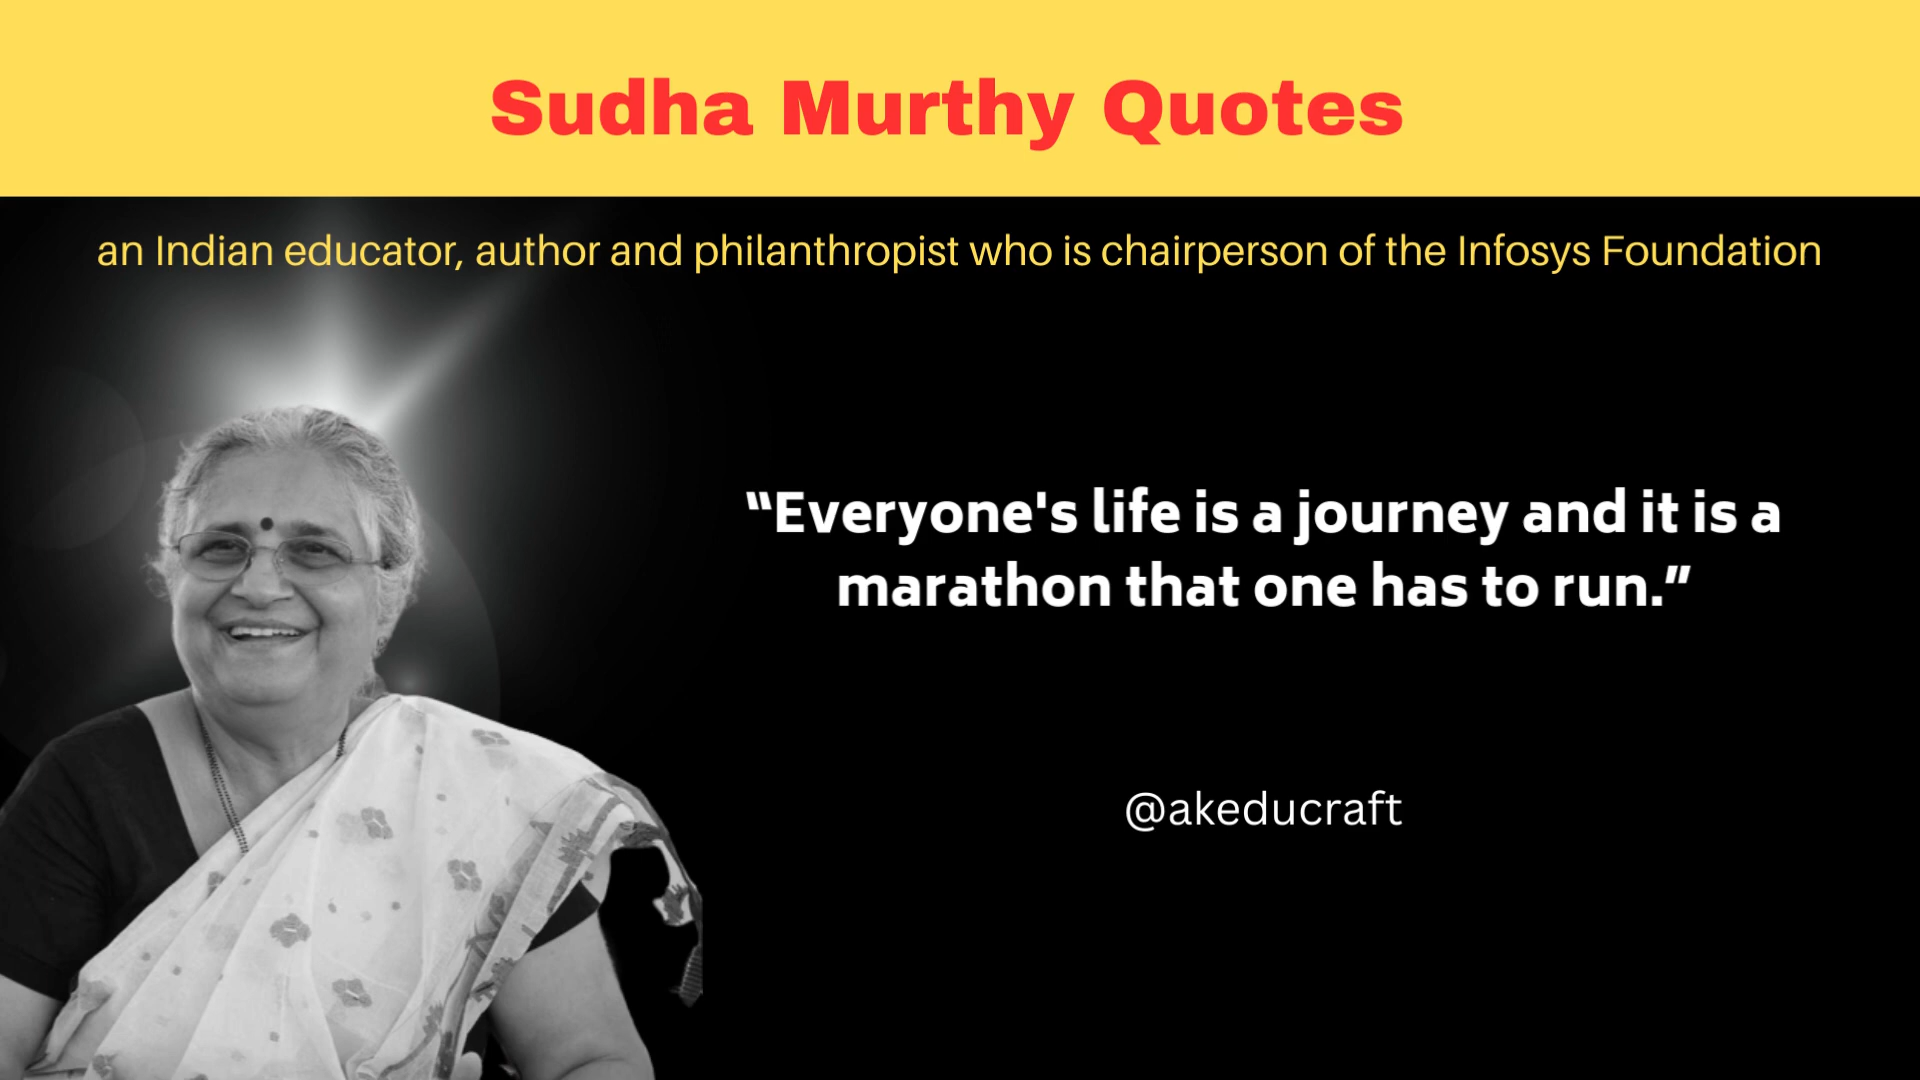 Sudha Murthy Quotes
an Indian educator, author and philanthropist who is chairperson of the Infosys Foundation
“Everyone's life is a journey and it is a
marathon that one has to run.”
@akeducraft